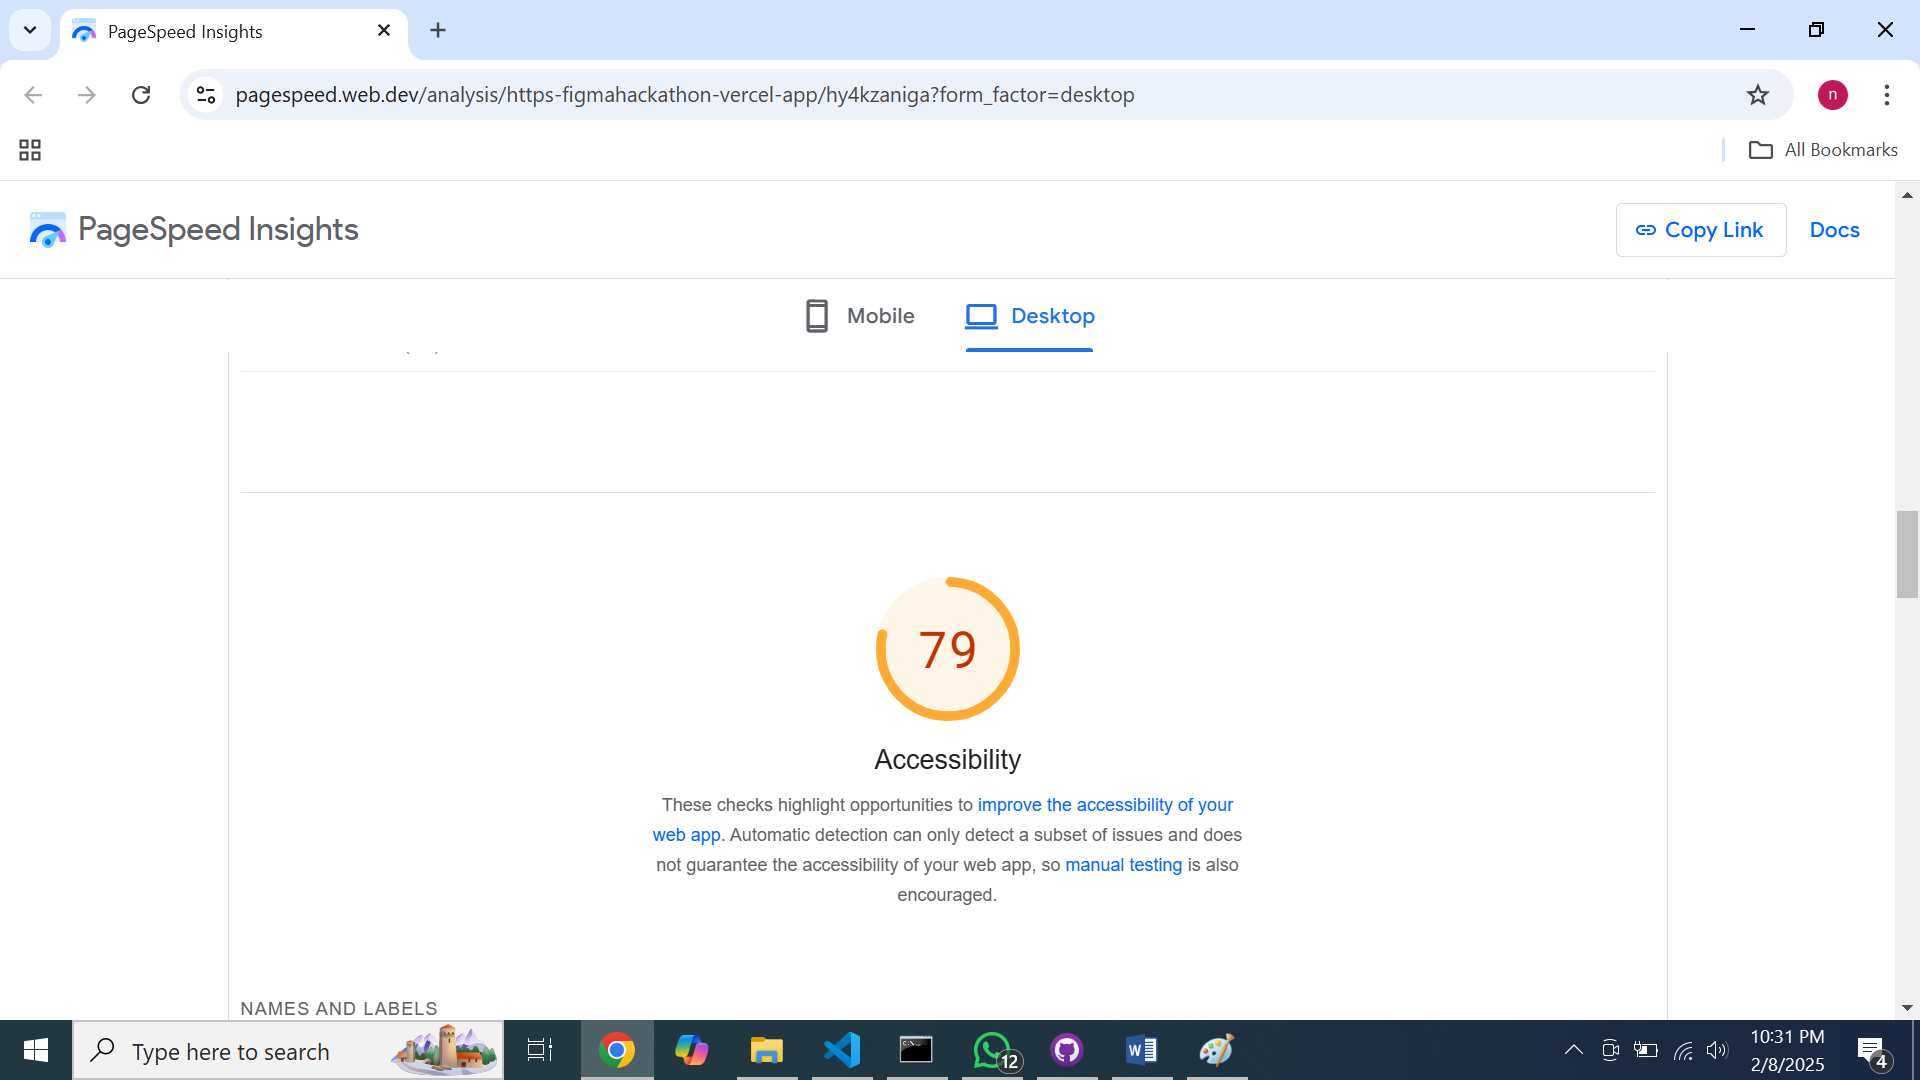 PageSpeed Insights
pagespeed.web.dev/analysis/https-figmahackathon-vercel-app/hy4kzaniga?form_factor=desktop
n
All Bookmarks
PageSpeed Insights
Copy Link
Docs
Mobile
Desktop
79
Accessibility
These checks highlight opportunities to improve the accessibility of your
web app. Automatic detection can only detect a subset of issues and does
not guarantee the accessibility of your web app, so manual testing is also
encouraged.
NAMES AND LABELS
Type here to search
12
10:31 PM
2/8/2025
4